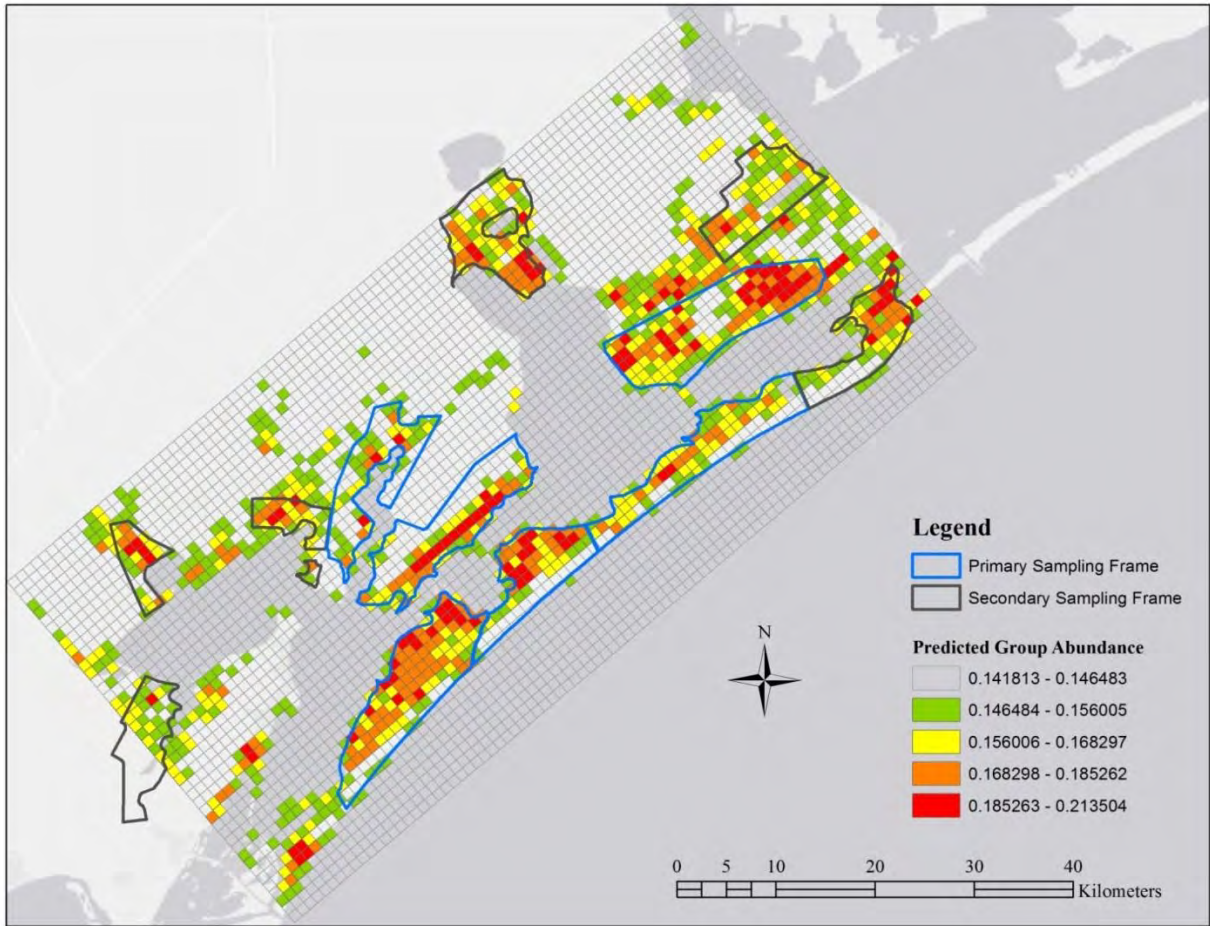 N
Legend
Primary Sampling Frame
Secondary Sampling Frame
Predicted Group Abundance
0.141813 - 0.146483
0.146484 - 0.156005
0.156006 - 0.168297
0.168298 - 0.185262
0.185263 - 0.213504
0 5 10 20 30 40
Kilometers